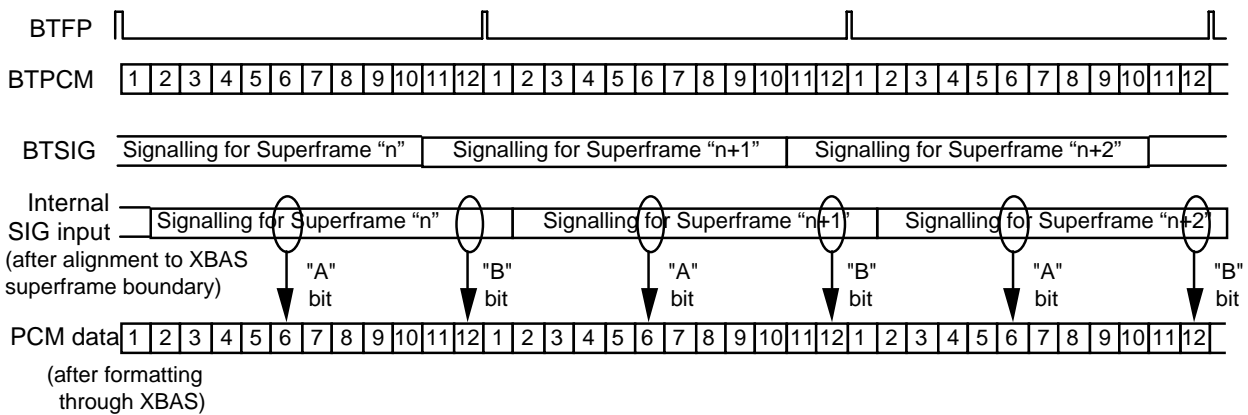 BTFP
BTPCM 1 2 3 4 5 6 7 8 9 10 11 12 1 2 3 4 5 6 7 8 9 10 11 12 1 2 3 4 5 6 7 8 9 10 11 12
BTSIG Signalling for Superframe “n” Signalling for Superframe “n+1” Signalling for Superframe “n+2”
Internal
SIG input Signalling for Superframe “n” Signalling for Superframe “n+1” Signalling for Superframe “n+2”
(after alignment to XBAS
superframe boundary)
"A" "B" "A" "B" "A" "B"
bit bit bit bit bit bit
PCM data 1 2 3 4 5 6 7 8 9 10 11 12 1 2 3 4 5 6 7 8 9 10 11 12 1 2 3 4 5 6 7 8 9 10 11 12
(after formatting
through XBAS)